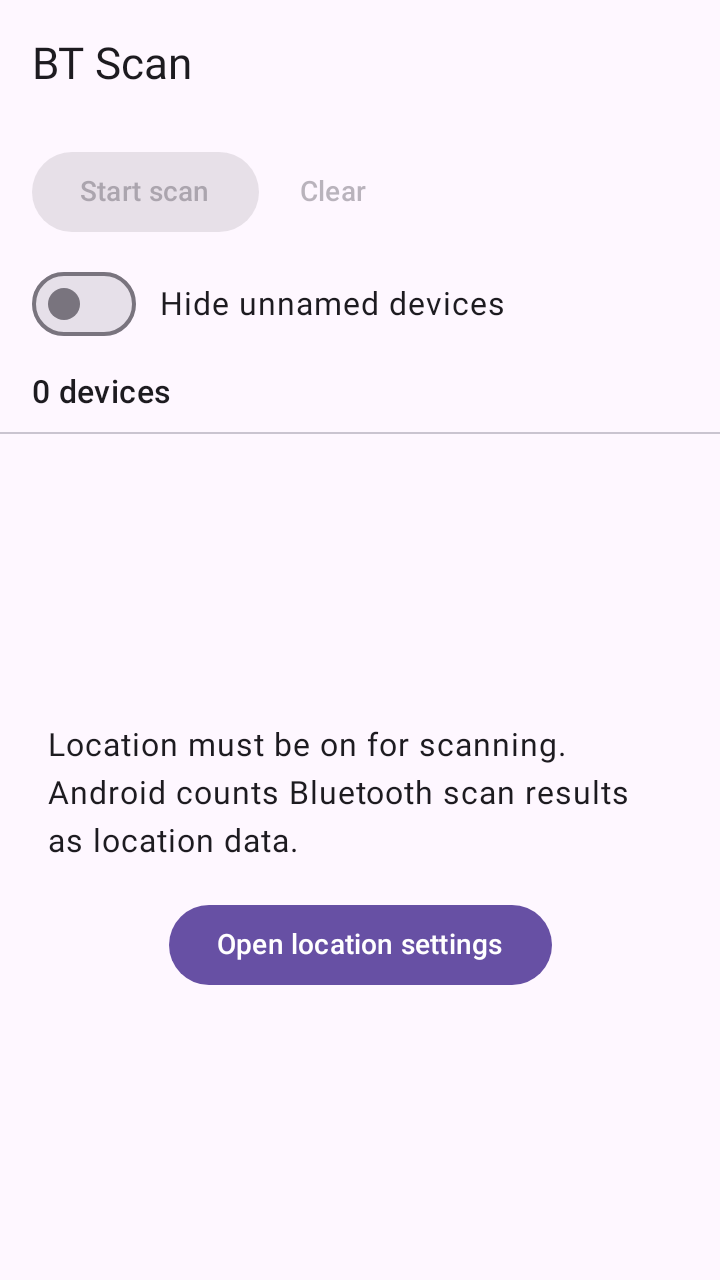 BT Scan
Start scan
Clear
Hide unnamed devices
0 devices
Location must be on for scanning.
Android counts Bluetooth scan results
as location data.
Open location settings